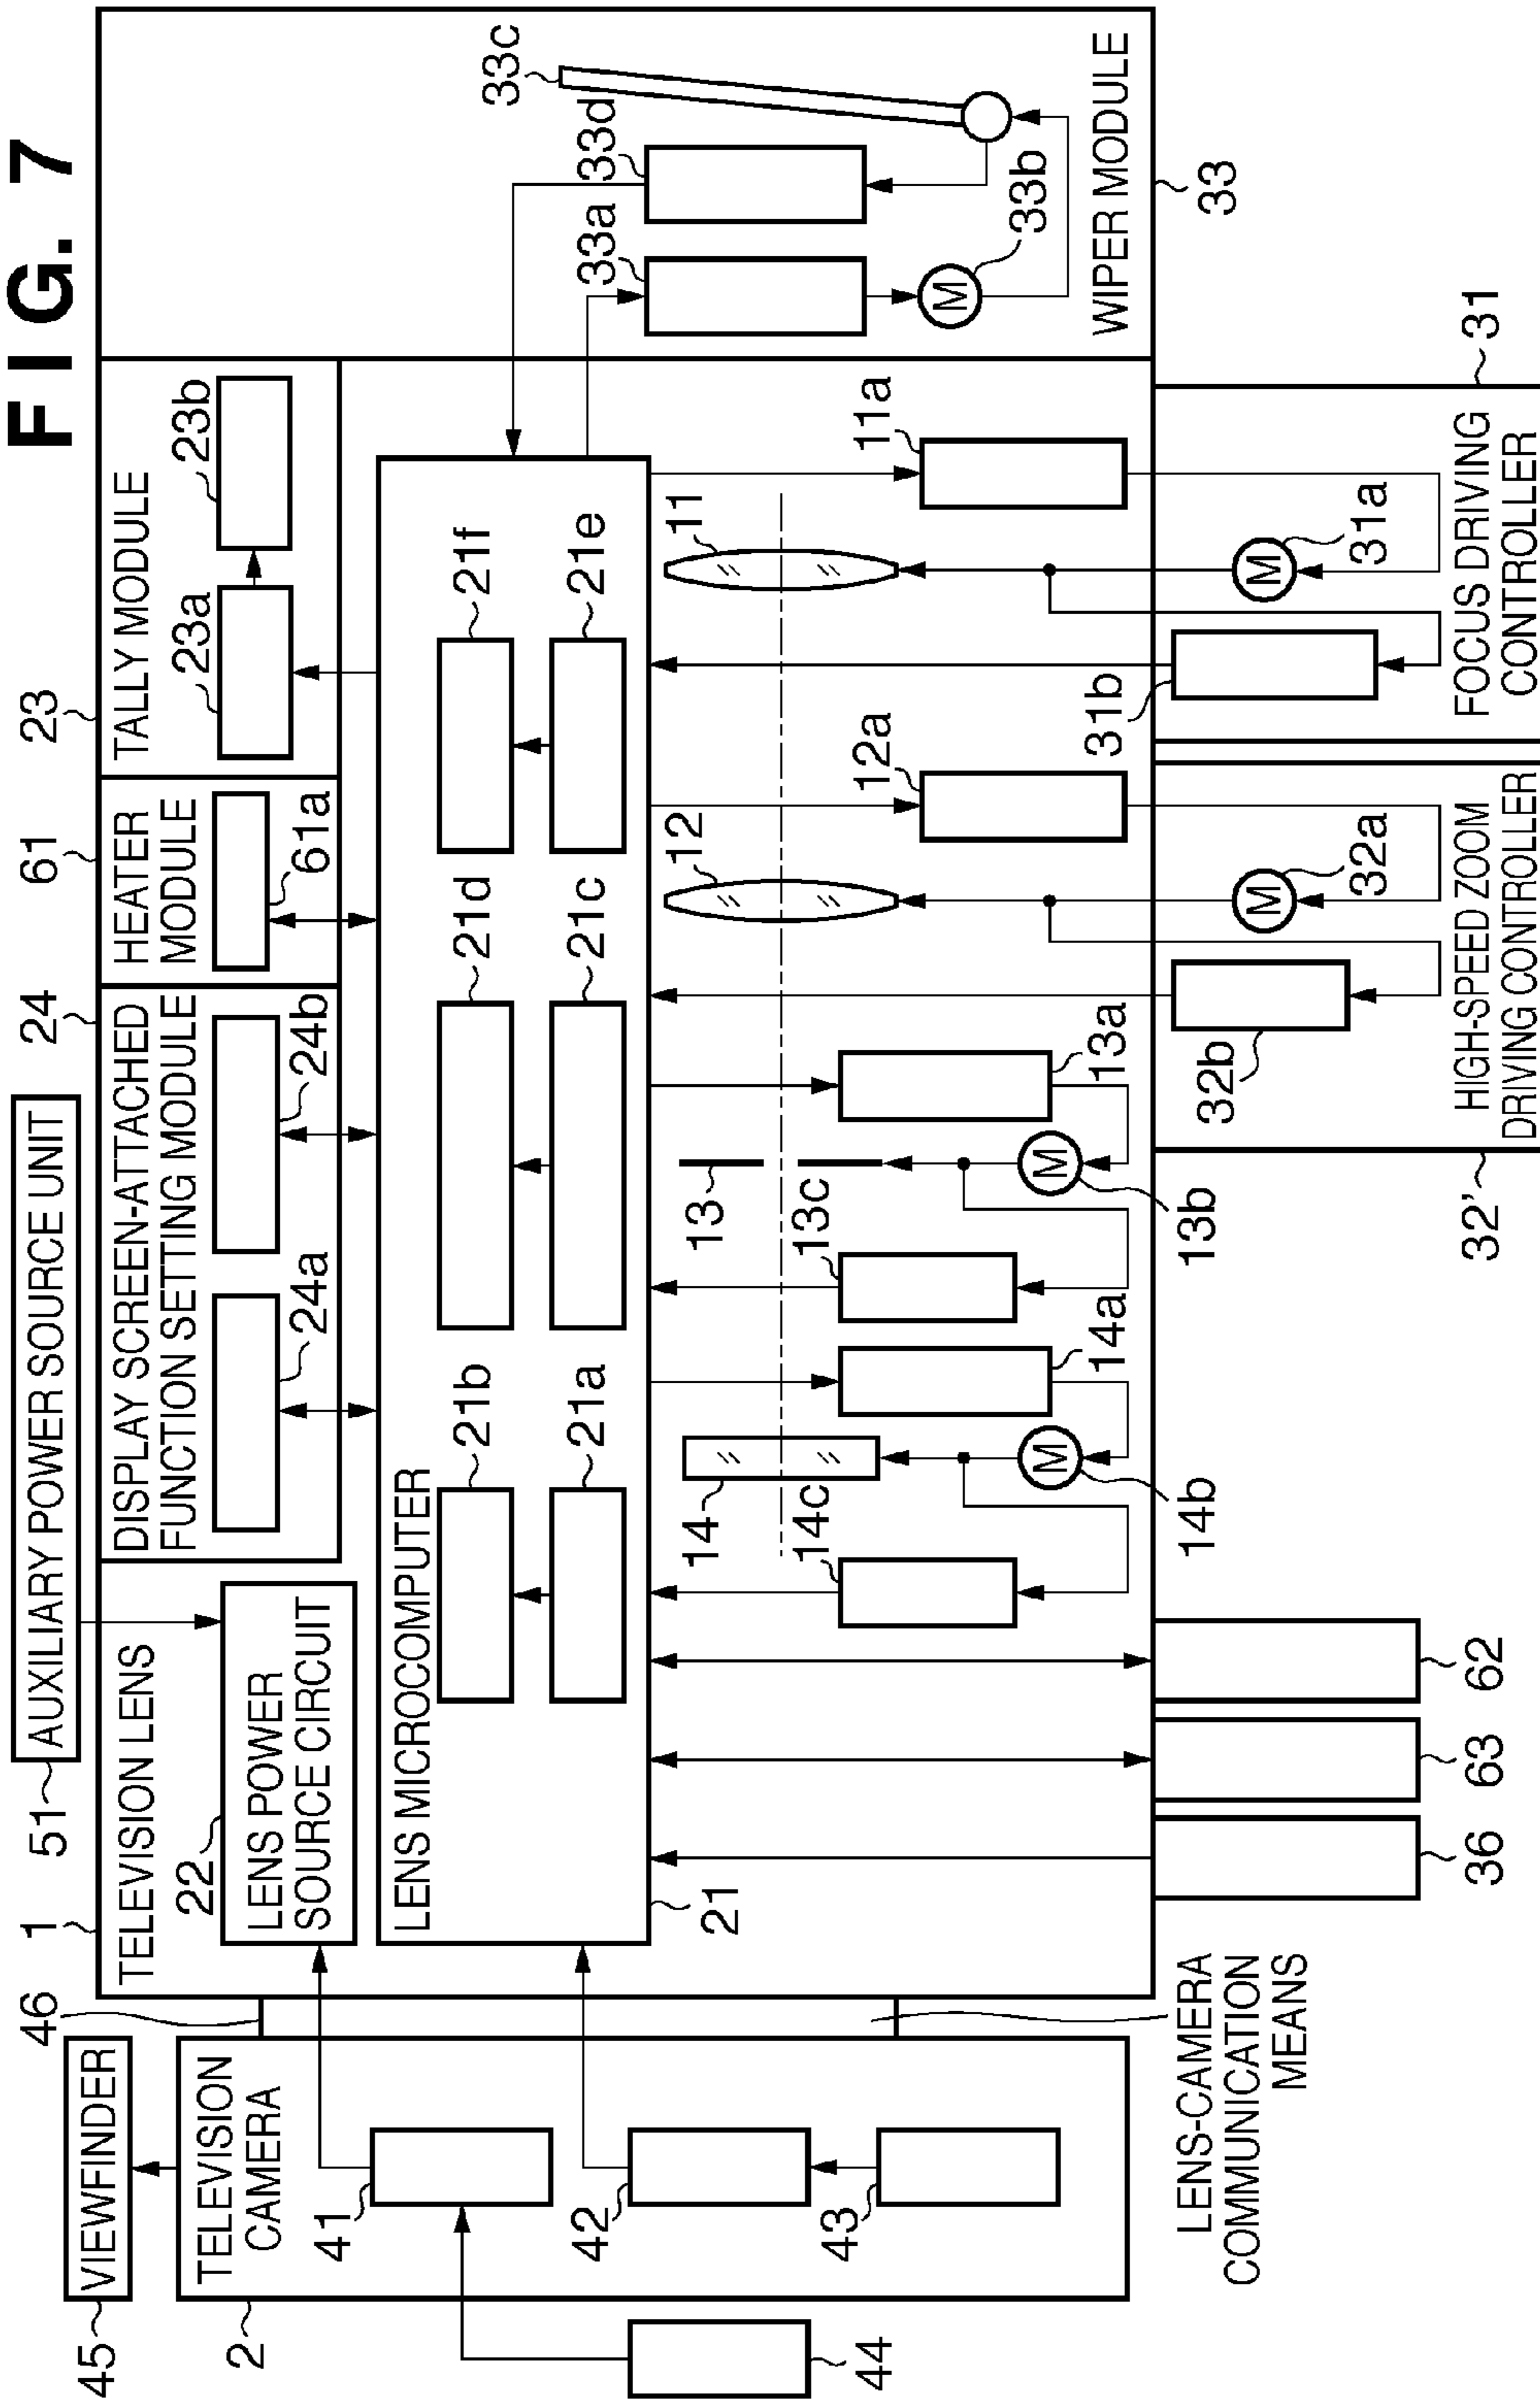 FIG. 7
51
AUXILIARY POWER SOURCE UNIT
45
VIEWFINDER
46
1
24
61
23
2
TELEVISION
CAMERA
41
42
43
44
TELEVISION LENS
22
LENS POWER
SOURCE CIRCUIT
DISPLAY SCREEN-ATTACHED
FUNCTION SETTING MODULE
24a
24b
HEATER
MODULE
61a
TALLY MODULE
23a
23b
LENS MICROCOMPUTER
21b
21d
21f
21a
21c
21e
21
14
13
12
11
14c
14a
13c
13a
12a
11a
M
14b
M
13b
33a
33d
33c
M
33b
WIPER MODULE
33
LENS-CAMERA
COMMUNICATION
MEANS
36
63
62
32b
M
32a
HIGH-SPEED ZOOM
DRIVING CONTROLLER
32'
31b
M
31a
FOCUS DRIVING
CONTROLLER
31